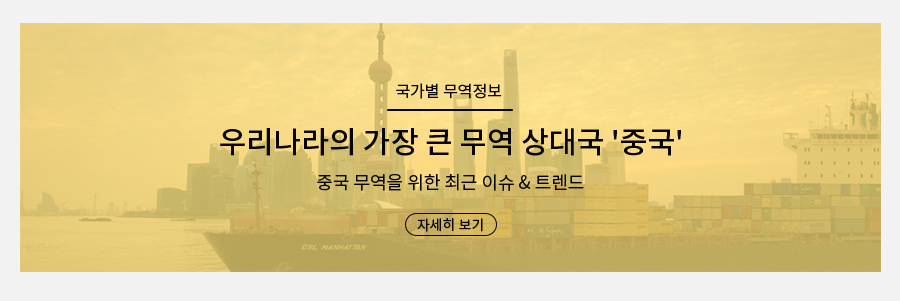 국가별 무역정보
우리나라의 가장 큰 무역 상대국 '중국'
중국 무역을 위한 최근 이슈 & 트렌드
자세히 보기
OSL MANHATTAN